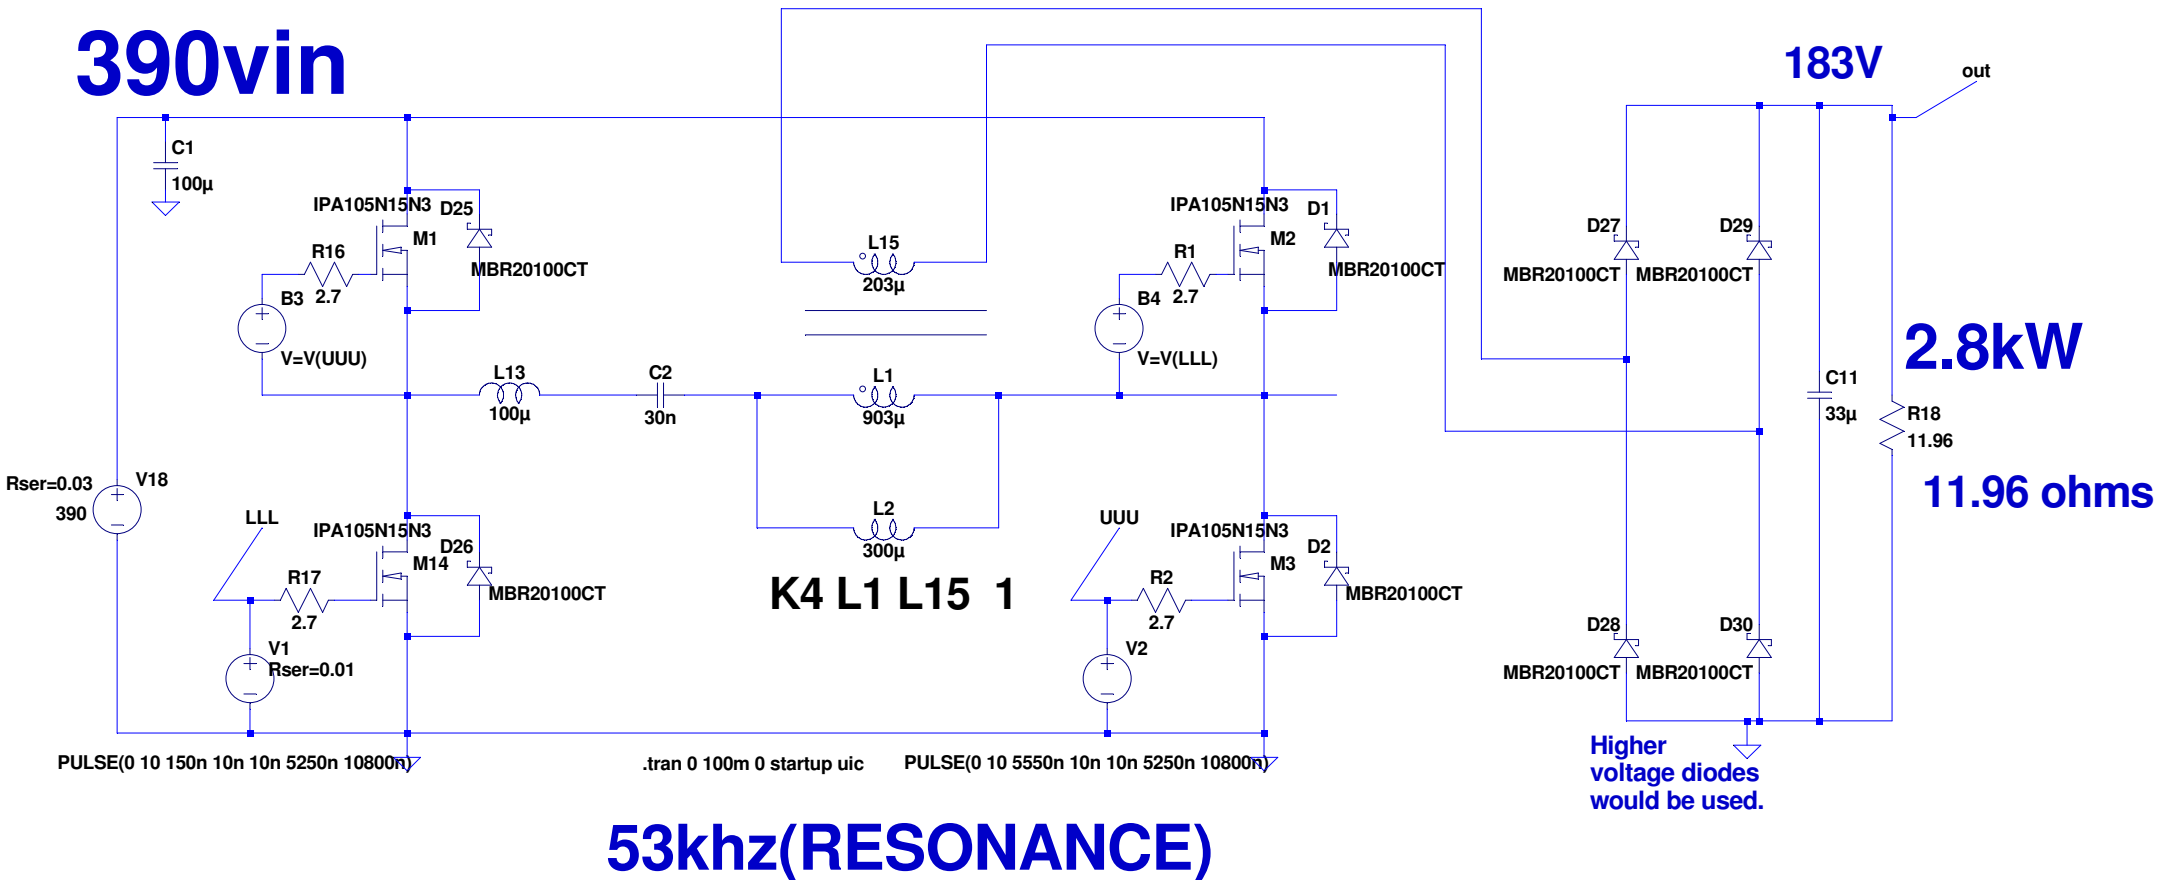 390vin
183V
out
C1
100µ
IPA105N15N3
D25
M1
R16
2.7
MBR20100CT
B3
V=V(UUU)
L15
203µ
IPA105N15N3
D1
M2
R1
2.7
MBR20100CT
B4
V=V(LLL)
D27
MBR20100CT
D29
MBR20100CT
L13
100µ
C2
30n
L1
903µ
2.8kW
C11
33µ
R18
11.96
Rser=0.03
V18
390
LLL
IPA105N15N3
D26
M14
R17
2.7
MBR20100CT
L2
300µ
K4 L1 L15 1
UUU
IPA105N15N3
D2
M3
R2
2.7
MBR20100CT
11.96 ohms
V1
Rser=0.01
V2
D28
MBR20100CT
D30
MBR20100CT
PULSE(0 10 150n 10n 10n 5250n 10800n)
.tran 0 100m 0 startup uic
PULSE(0 10 5550n 10n 10n 5250n 10800n)
Higher
voltage diodes
would be used.
53khz(RESONANCE)